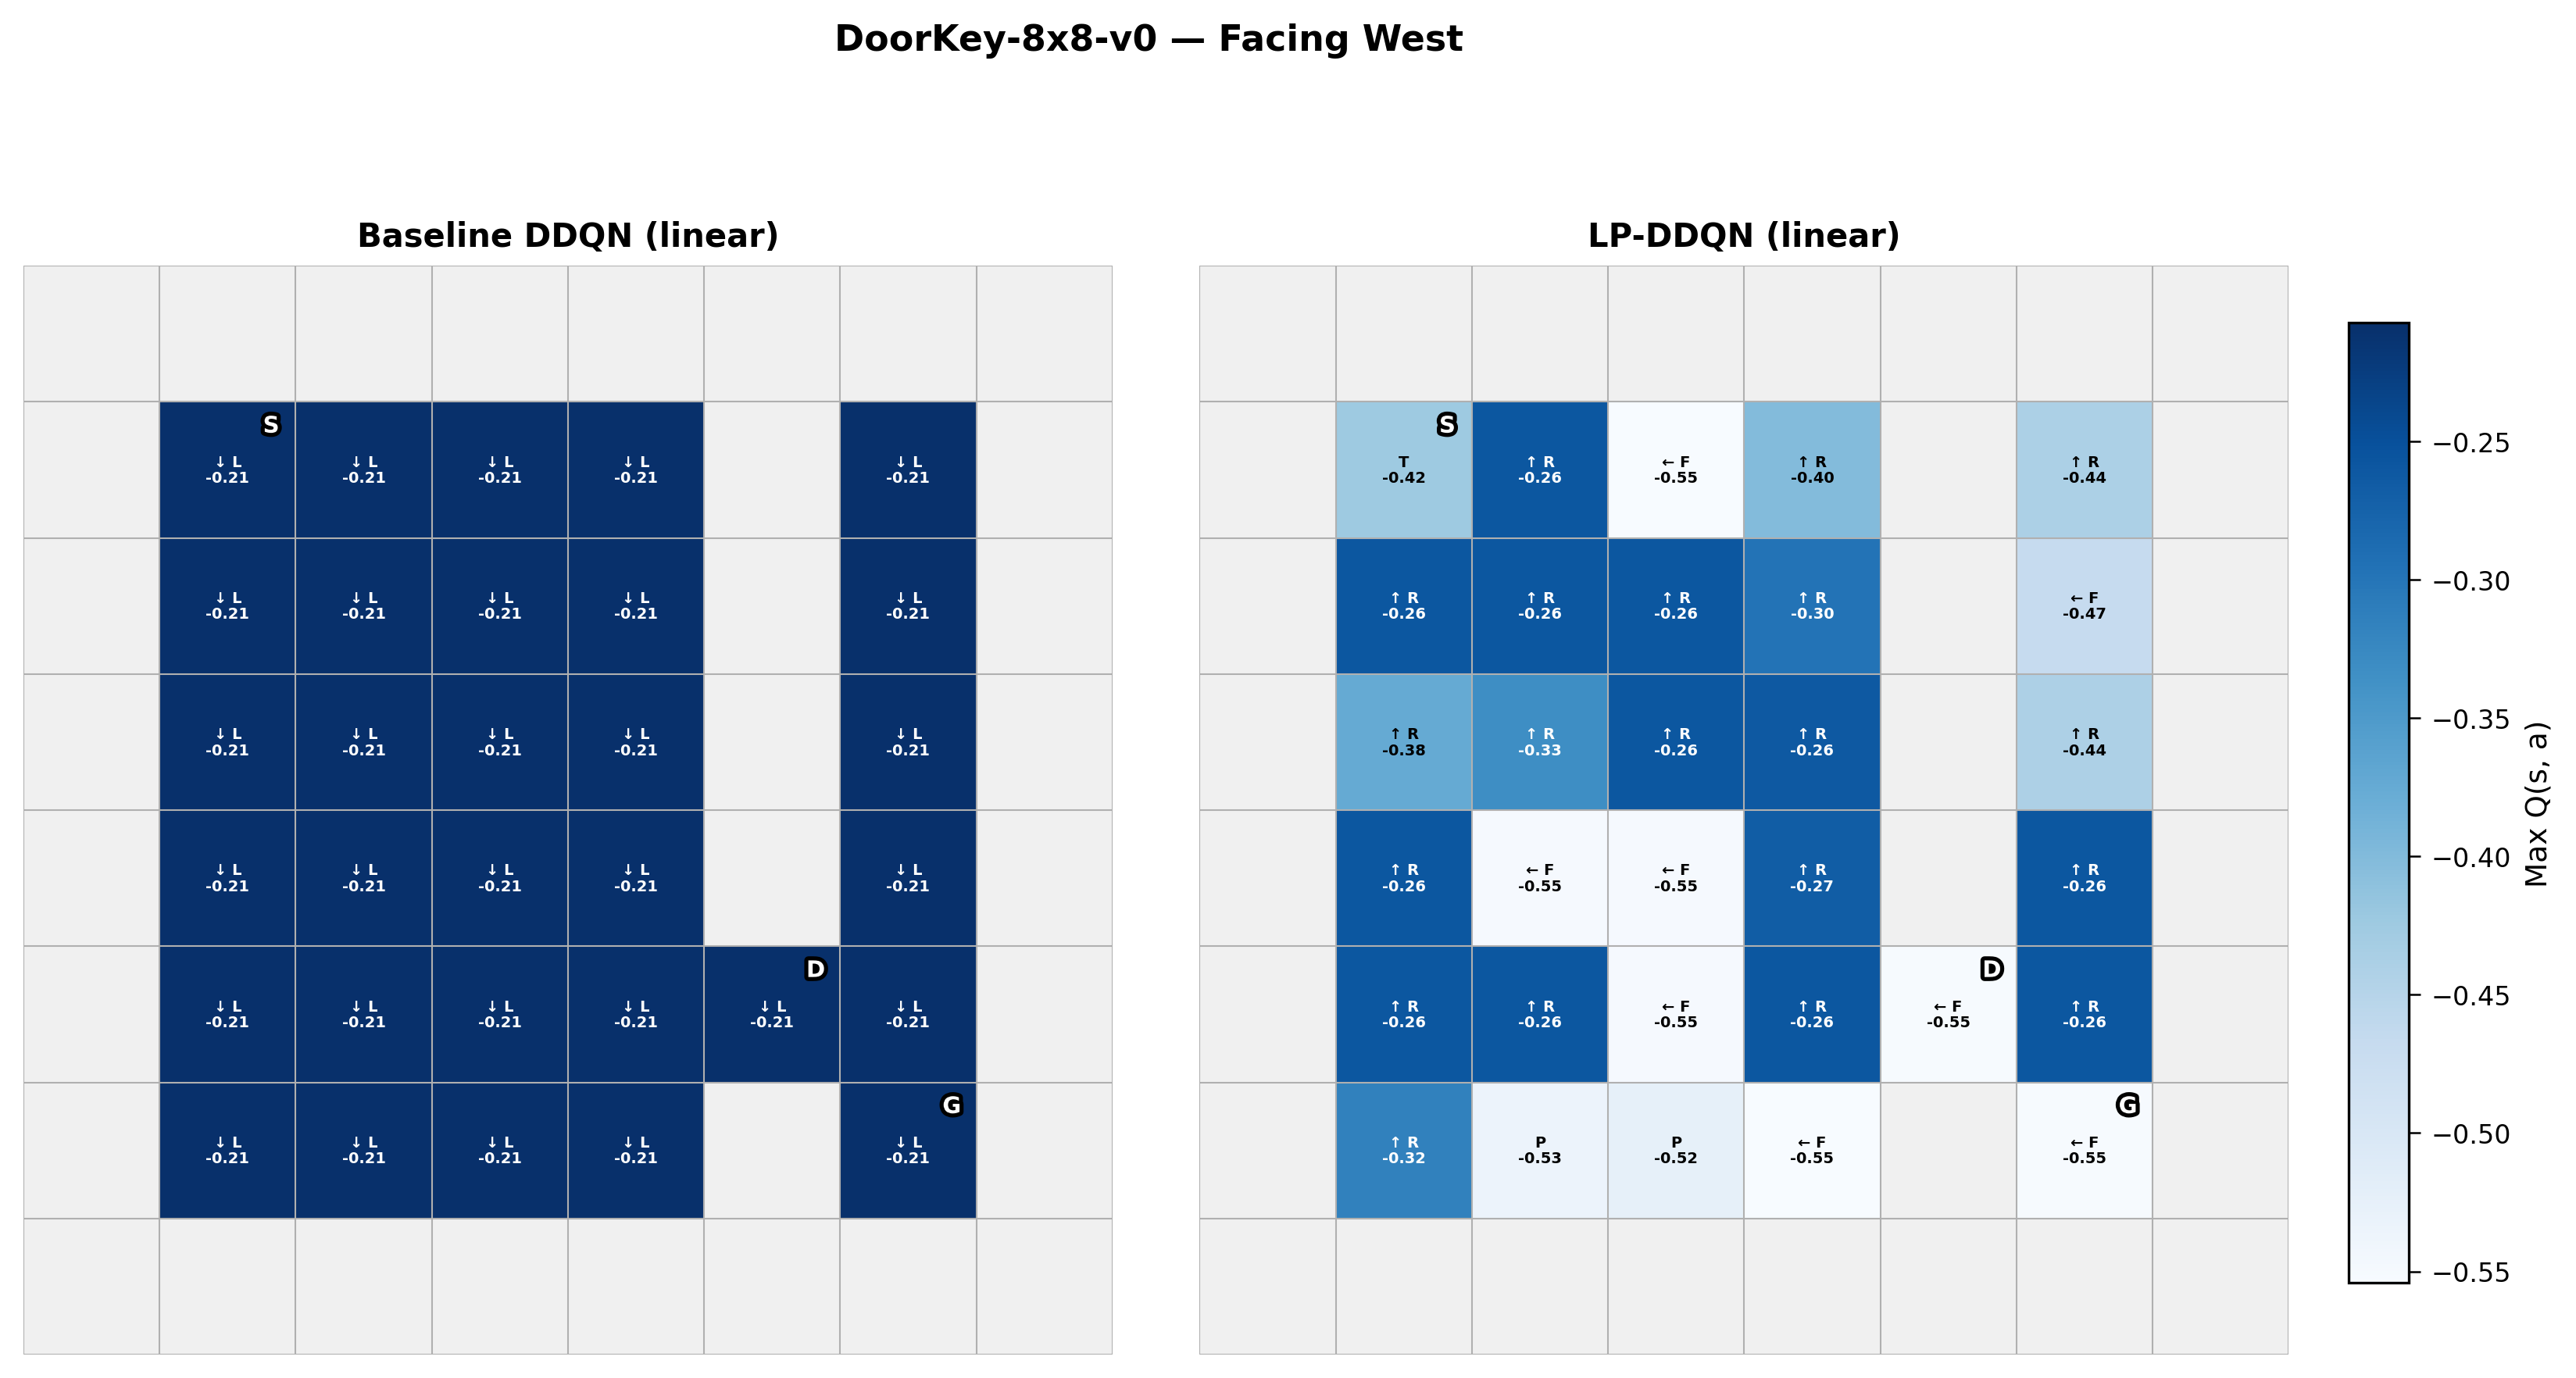 DoorKey-8x8-v0 — Facing West
Baseline DDQN (linear)
S
↓ L ↓ L ↓ L ↓ L ↓ L
-0.21 -0.21 -0.21 -0.21 -0.21
↓ L ↓ L ↓ L ↓ L ↓ L
-0.21 -0.21 -0.21 -0.21 -0.21
↓ L ↓ L ↓ L ↓ L ↓ L
-0.21 -0.21 -0.21 -0.21 -0.21
↓ L ↓ L ↓ L ↓ L ↓ L
-0.21 -0.21 -0.21 -0.21 -0.21
D
↓ L ↓ L ↓ L ↓ L ↓ L ↓ L
-0.21 -0.21 -0.21 -0.21 -0.21 -0.21
G
↓ L ↓ L ↓ L ↓ L ↓ L
-0.21 -0.21 -0.21 -0.21 -0.21
LP-DDQN (linear)
S
T ↑ R ← F ↑ R ↑ R
-0.42 -0.26 -0.55 -0.40 -0.44
↑ R ↑ R ↑ R ↑ R ← F
-0.26 -0.26 -0.26 -0.30 -0.47
↑ R ↑ R ↑ R ↑ R ↑ R
-0.38 -0.33 -0.26 -0.26 -0.44
↑ R ← F ← F ↑ R ↑ R
-0.26 -0.55 -0.55 -0.27 -0.26
D
↑ R ↑ R ← F ↑ R ← F ↑ R
-0.26 -0.26 -0.55 -0.26 -0.55 -0.26
G
↑ R P P ← F ← F
-0.32 -0.53 -0.52 -0.55 -0.55
−0.25
−0.30
−0.35
−0.40
−0.45
−0.50
−0.55
Max Q(s, a)